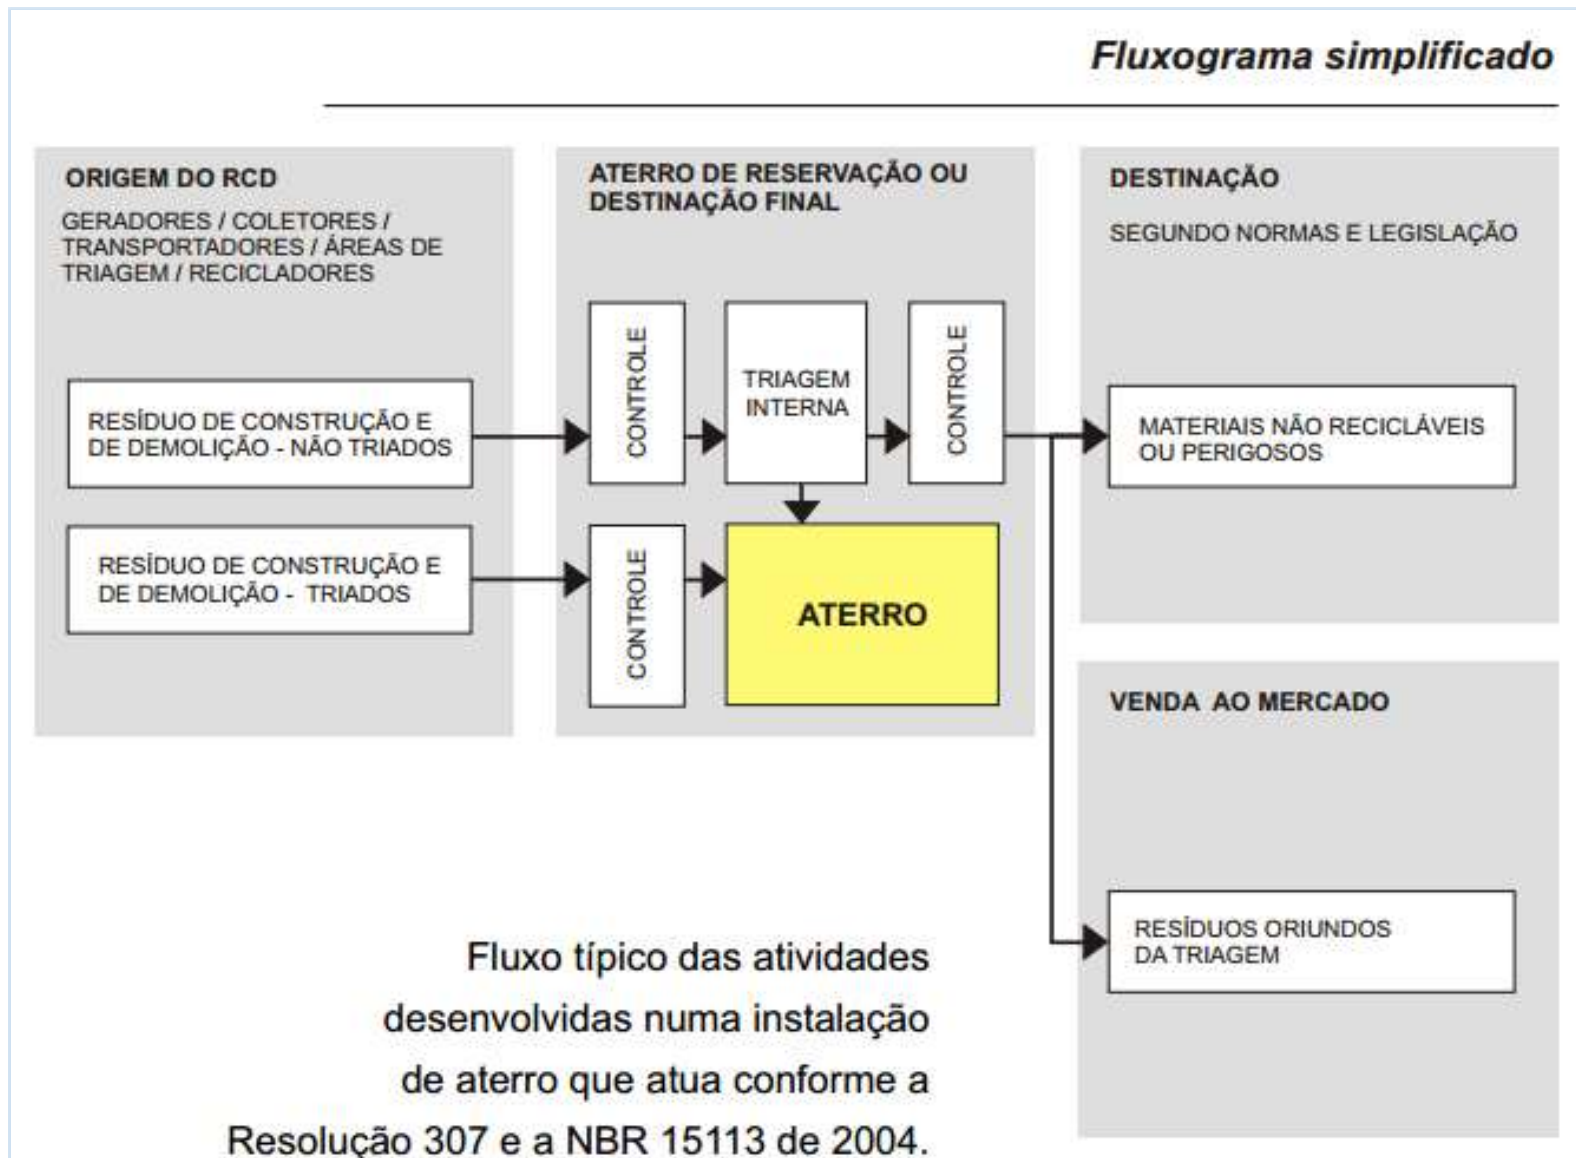 Fluxograma simplificado
ORIGEM DO RCD
GERADORES / COLETORES /
TRANSPORTADORES / ÁREAS DE
TRIAGEM / RECICLADORES
RESÍDUO DE CONSTRUÇÃO E
DE DEMOLIÇÃO - NÃO TRIADOS
RESÍDUO DE CONSTRUÇÃO E
DE DEMOLIÇÃO - TRIADOS
ATERRO DE RESERVAÇÃO OU
DESTINAÇÃO FINAL
CONTROLE
TRIAGEM
INTERNA
CONTROLE
CONTROLE
ATERRO
DESTINAÇÃO
SEGUNDO NORMAS E LEGISLAÇÃO
MATERIAIS NÃO RECICLÁVEIS
OU PERIGOSOS
VENDA AO MERCADO
RESÍDUOS ORIUNDOS
DA TRIAGEM
Fluxo típico das atividades
desenvolvidas numa instalação
de aterro que atua conforme a
Resolução 307 e a NBR 15113 de 2004.